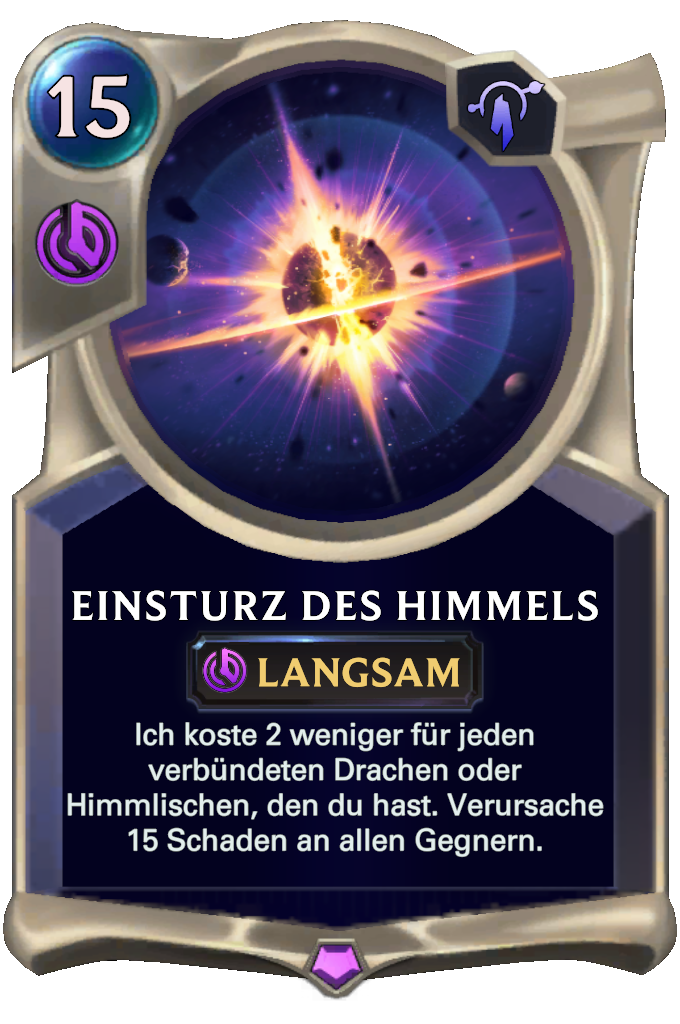 15
EINSTURZ DES HIMMELS
LANGSAM
Ich koste 2 weniger für jeden
verbündeten Drachen oder
Himmlischen, den du hast. Verursache
15 Schaden an allen Gegnern.